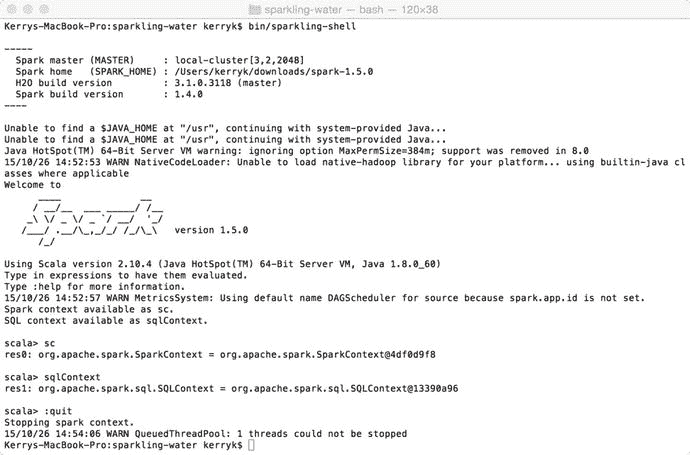 sparkling-water — bash — 120×38
Kerrys-MacBook-Pro:sparkling-water kerryk$ bin/sparkling-shell
-----
  Spark master (MASTER)     : local-cluster[3,2,2048]
  Spark home   (SPARK_HOME) : /Users/kerryk/downloads/spark-1.5.0
  H2O build version         : 3.1.0.3118 (master)
  Spark build version       : 1.4.0
----
Unable to find a $JAVA_HOME at "/usr", continuing with system-provided Java...
Unable to find a $JAVA_HOME at "/usr", continuing with system-provided Java...
Java HotSpot(TM) 64-Bit Server VM warning: ignoring option MaxPermSize=384m; support was removed in 8.0
15/10/26 14:52:53 WARN NativeCodeLoader: Unable to load native-hadoop library for your platform... using builtin-java cl
asses where applicable
Welcome to
      ____              __
     / __/__  ___ _____/ /__
    _\ \/ _ \/ _ `/ __/  '_/
   /___/ .__/\_,_/_/ /_/\_\   version 1.5.0
      /_/
Using Scala version 2.10.4 (Java HotSpot(TM) 64-Bit Server VM, Java 1.8.0_60)
Type in expressions to have them evaluated.
Type :help for more information.
15/10/26 14:52:57 WARN MetricsSystem: Using default name DAGScheduler for source because spark.app.id is not set.
Spark context available as sc.
SQL context available as sqlContext.
scala> sc
res0: org.apache.spark.SparkContext = org.apache.spark.SparkContext@4df0d9f8
scala> sqlContext
res1: org.apache.spark.sql.SQLContext = org.apache.spark.sql.SQLContext@13390a96
scala> :quit
Stopping spark context.
15/10/26 14:54:06 WARN QueuedThreadPool: 1 threads could not be stopped
Kerrys-MacBook-Pro:sparkling-water kerryk$